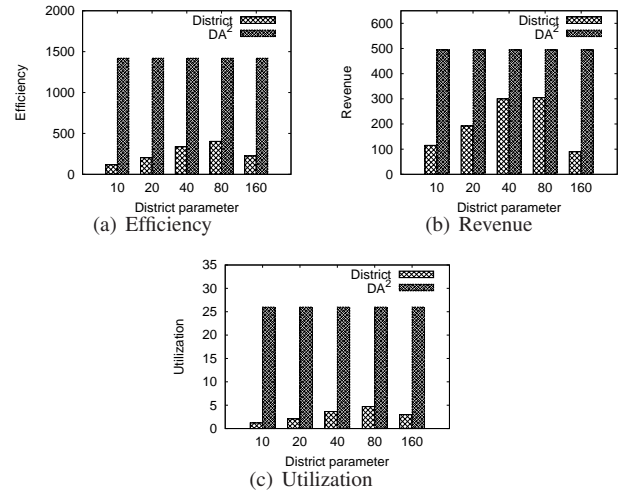 2000
1500
1000
500
0
Efficiency
District
DA²
10 20 40 80 160
District parameter
(a) Efficiency
600
500
400
300
200
100
0
Revenue
District
DA²
10 20 40 80 160
District parameter
(b) Revenue
35
30
25
20
15
10
5
0
Utilization
District
DA²
10 20 40 80 160
District parameter
(c) Utilization